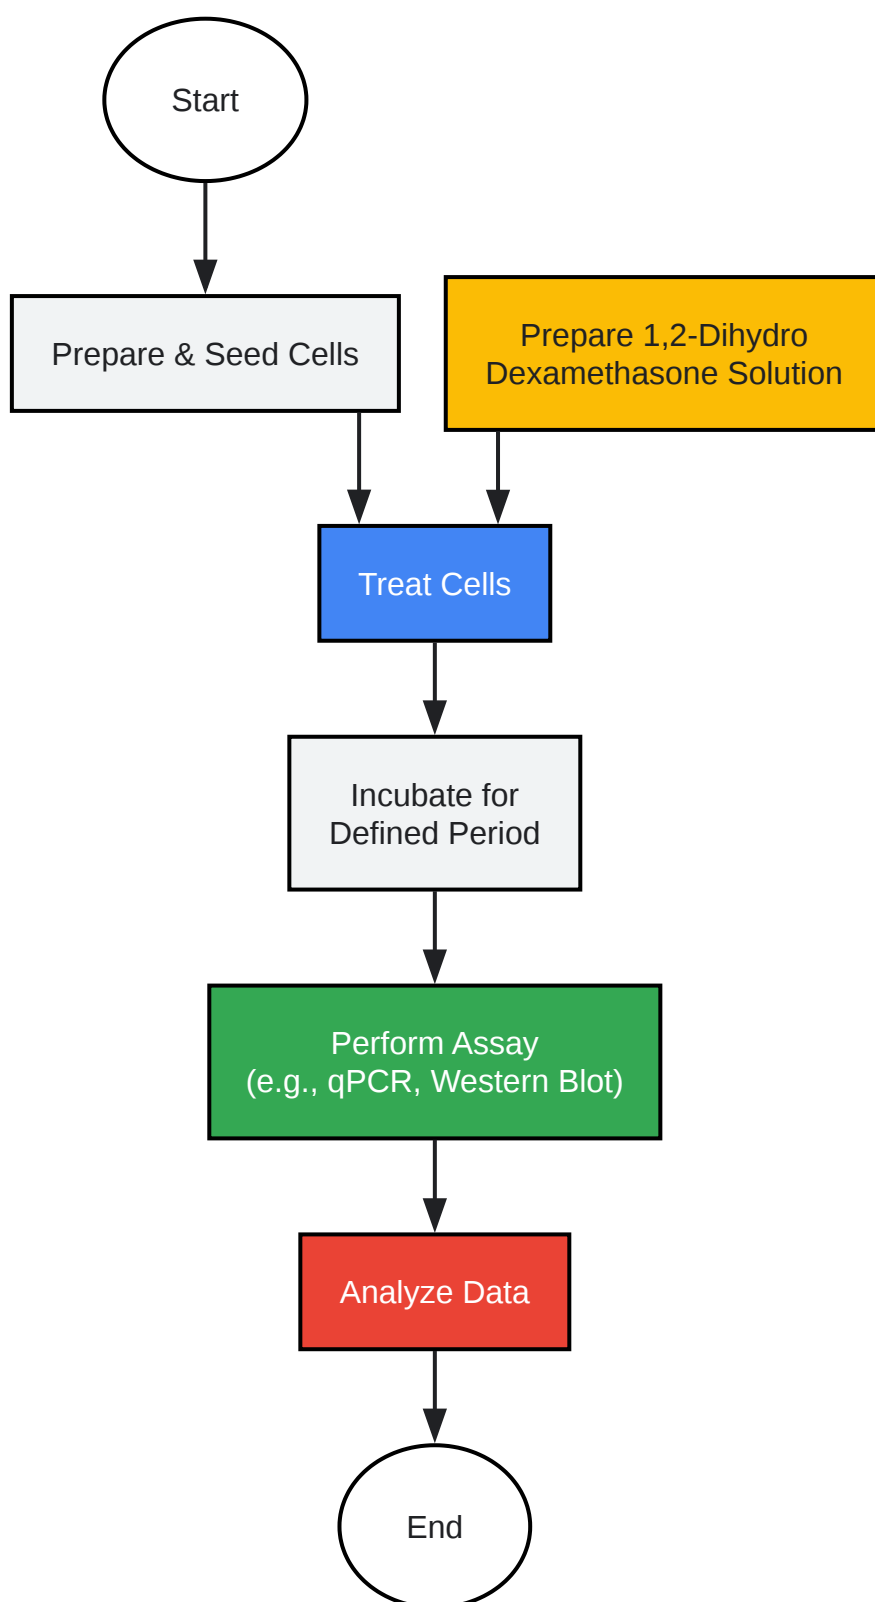 Start
Prepare & Seed Cells
Prepare 1,2-Dihydro
Dexamethasone Solution
Treat Cells
Incubate for
Defined Period
Perform Assay
(e.g., qPCR, Western Blot)
Analyze Data
End